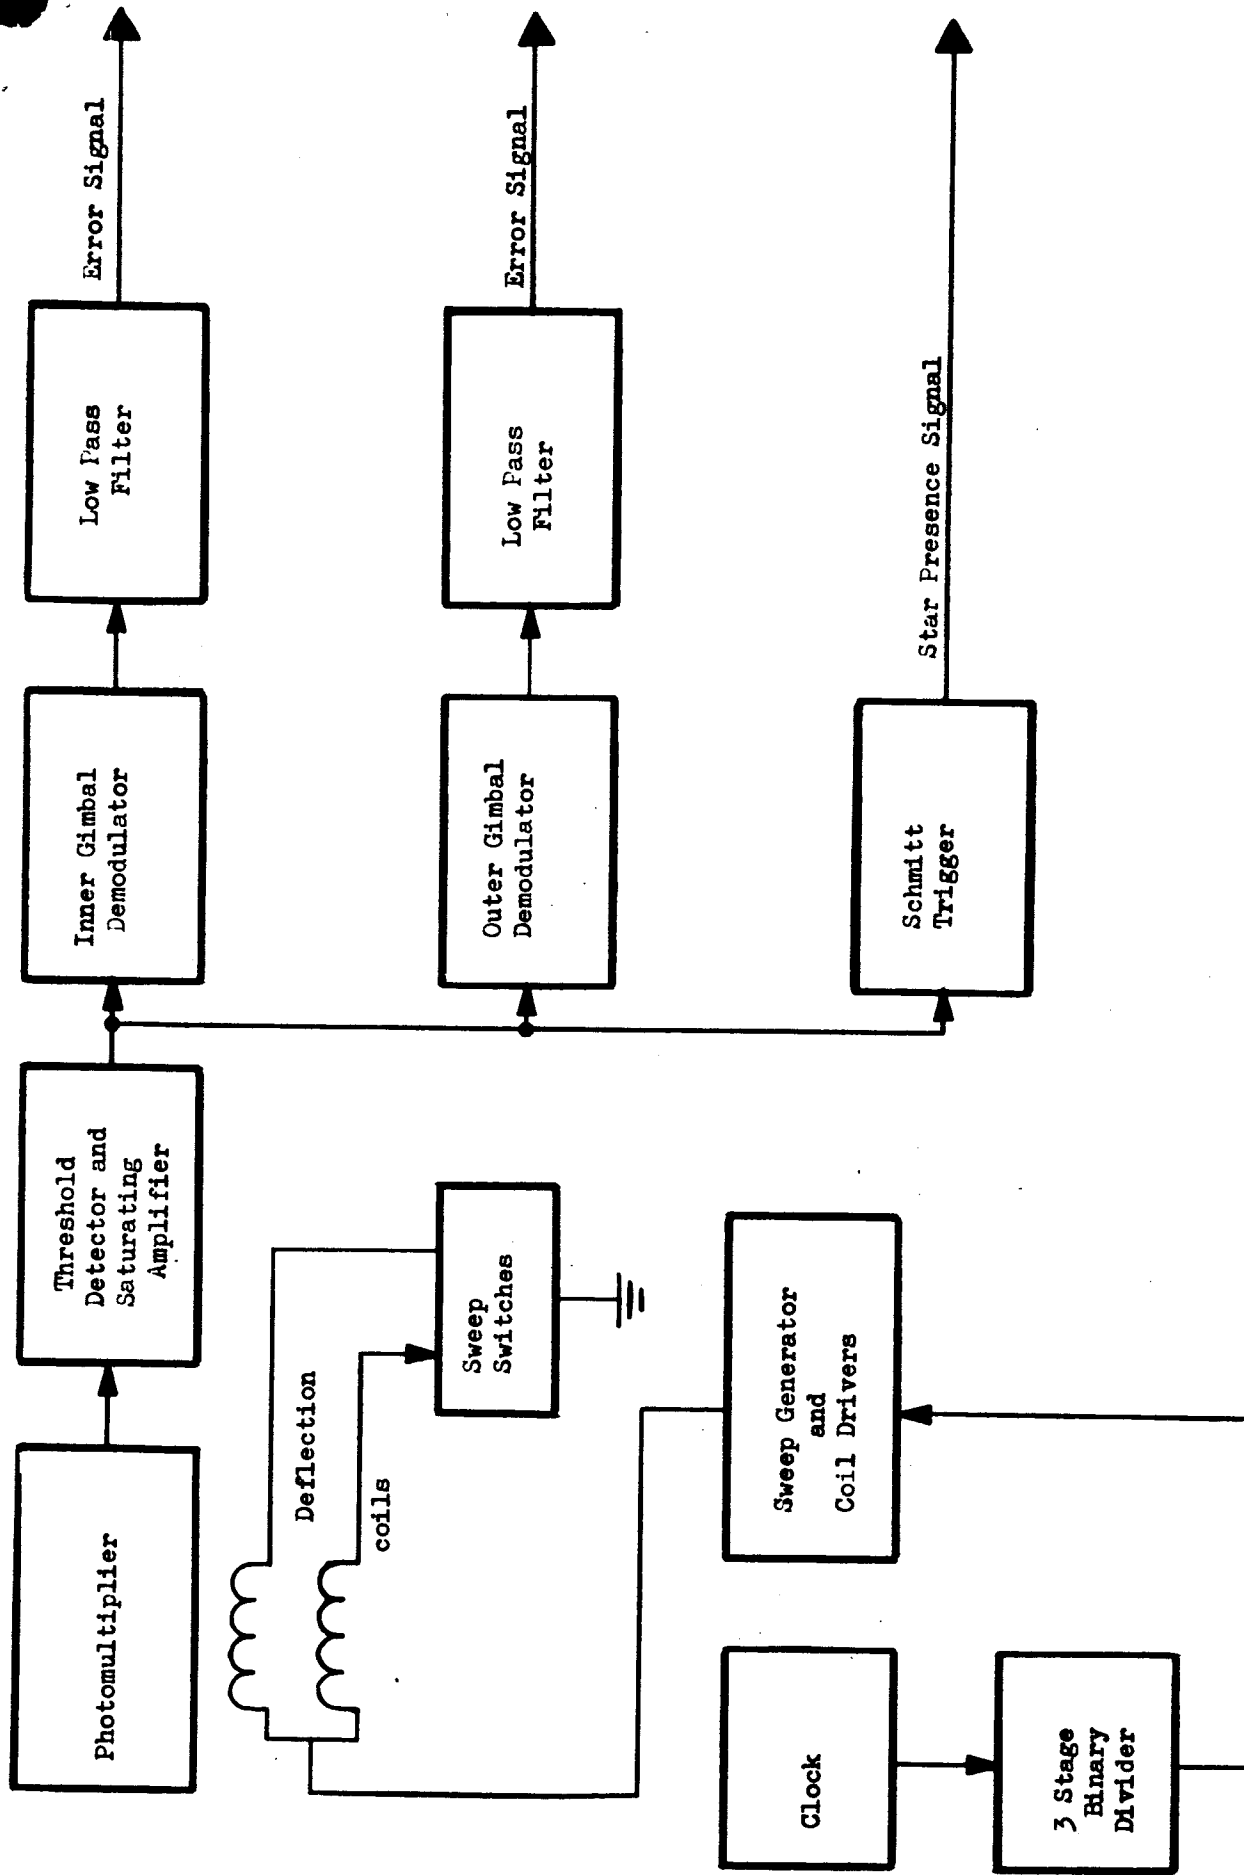 Photomultiplier
Threshold
Detector and
Saturating
Amplifier
Inner Gimbal
Demodulator
Low Pass
Filter
Error Signal
Deflection
coils
Sweep
Switches
Outer Gimbal
Demodulator
Low Pass
Filter
Error Signal
Clock
Sweep Generator
and
Coil Drivers
Schmitt
Trigger
Star Presence Signal
3 Stage
Binary
Divider